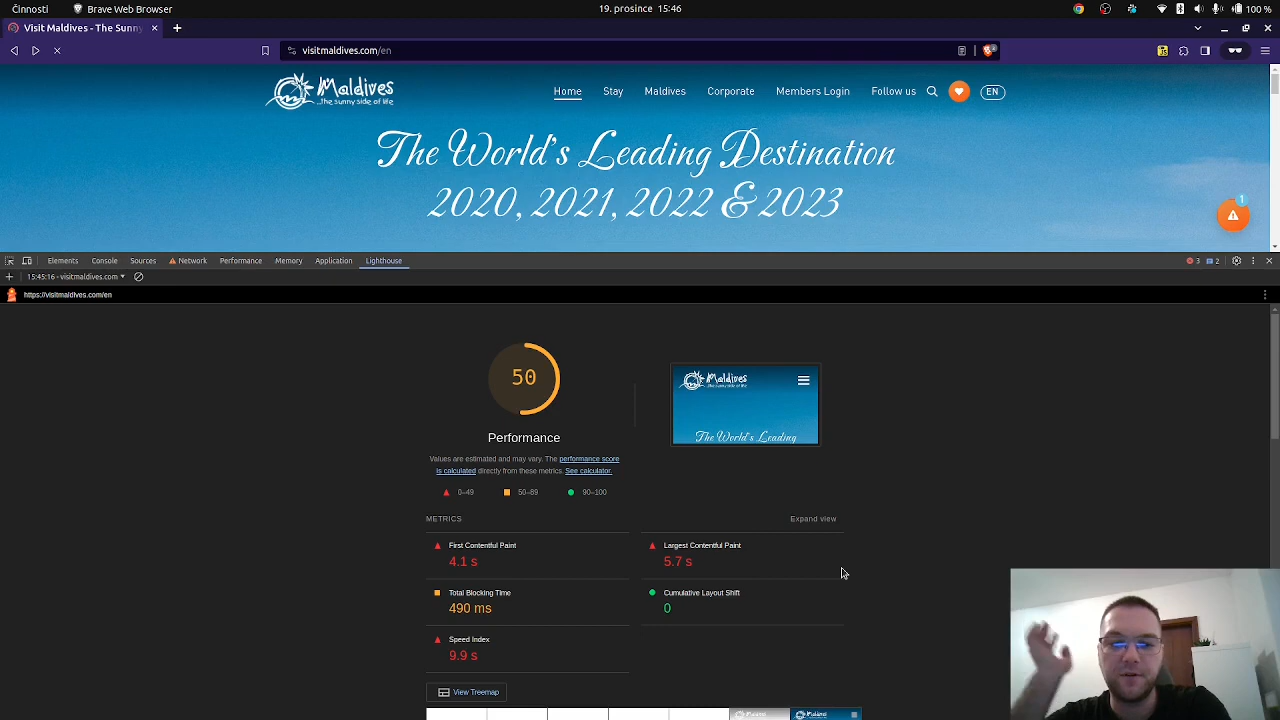 Činnosti
Brave Web Browser
19. prosince 15:46
100 %
Visit Maldives - The Sunny
visitmaldives.com/en
Maldives
...the sunny side of life
Home
Stay
Maldives
Corporate
Members Login
Follow us
EN
The World's Leading Destination
2020, 2021, 2022 & 2023
1
Elements
Console
Sources
Network
Performance
Memory
Application
Lighthouse
3
2
15:45:16 - visitmaldives.com
https://visitmaldives.com/en
50
Maldives
The World's Leading
Performance
Values are estimated and may vary. The performance score
is calculated directly from these metrics. See calculator.
0–49
50–89
90–100
METRICS
Expand view
First Contentful Paint
4.1 s
Largest Contentful Paint
5.7 s
Total Blocking Time
490 ms
Cumulative Layout Shift
0
Speed Index
9.9 s
View Treemap